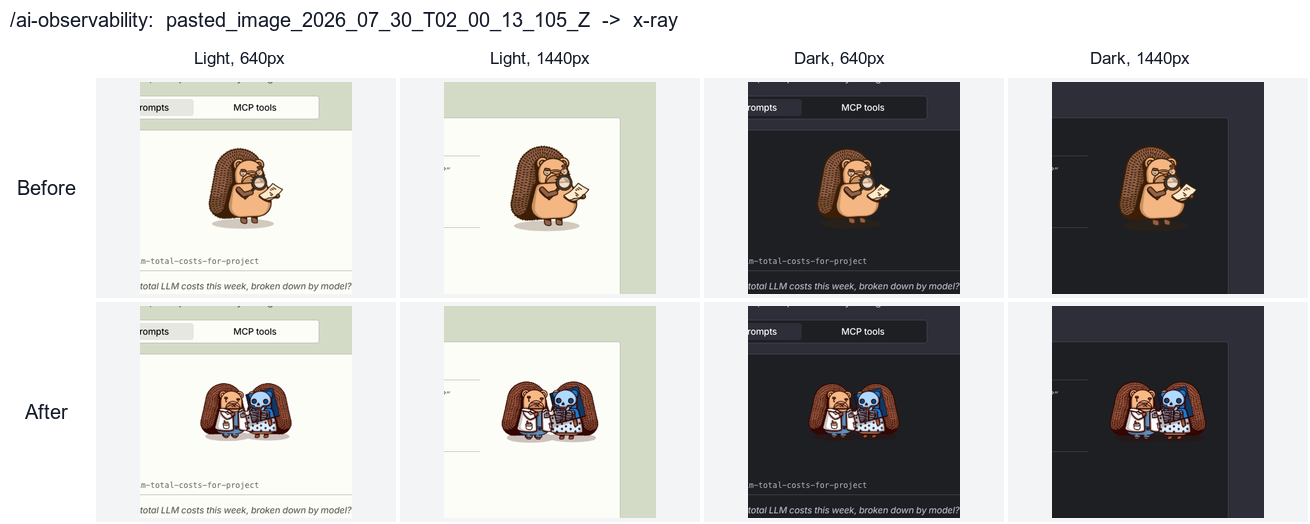 /ai-observability: pasted_image_2026_07_30_T02_00_13_105_Z -> x-ray
Light, 640px
Light, 1440px
Dark, 640px
Dark, 1440px
Before
rompts
MCP tools
m-total-costs-for-project
total LLM costs this week, broken down by model?
?"
rompts
MCP tools
m-total-costs-for-project
total LLM costs this week, broken down by model?
?"
After
rompts
MCP tools
m-total-costs-for-project
total LLM costs this week, broken down by model?
?"
rompts
MCP tools
m-total-costs-for-project
total LLM costs this week, broken down by model?
?"